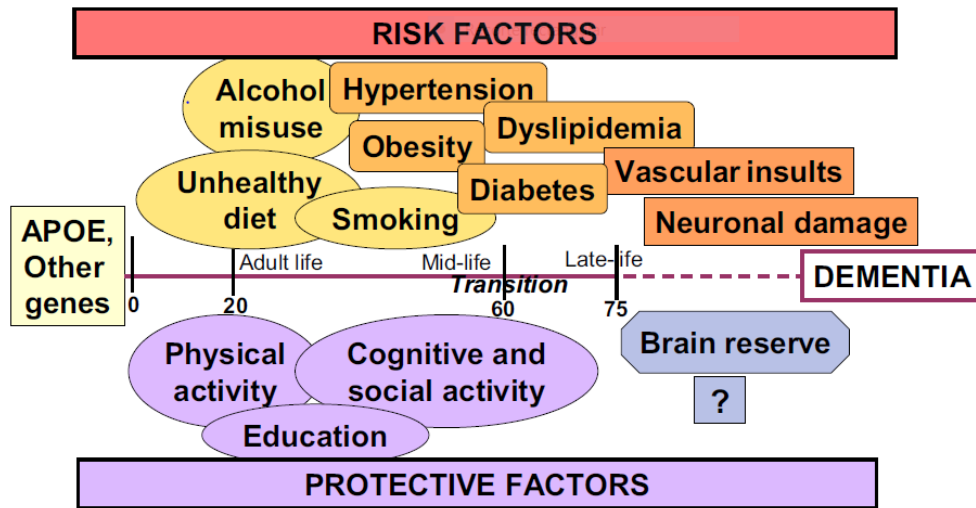 RISK FACTORS
Alcohol
misuse
Hypertension
Dyslipidemia
Obesity
Vascular insults
Unhealthy
diet
Diabetes
Smoking
Neuronal damage
APOE,
Other
genes
Adult life
Mid-life
Late-life
Transition
DEMENTIA
0
20
60
75
Physical
activity
Cognitive and
social activity
Brain reserve
?
Education
PROTECTIVE FACTORS